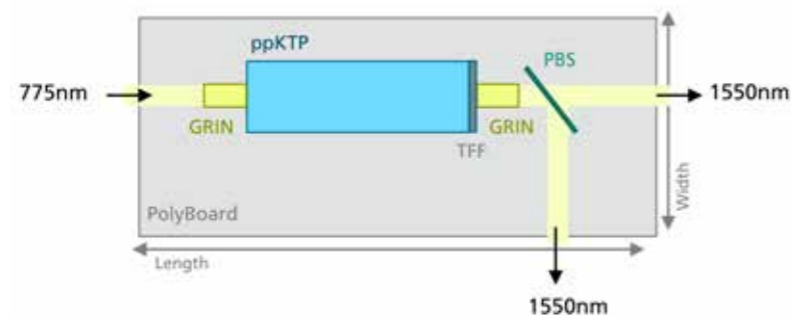 ppKTP
PBS
775nm
1550nm
GRIN
GRIN
TFF
Width
PolyBoard
Length
1550nm